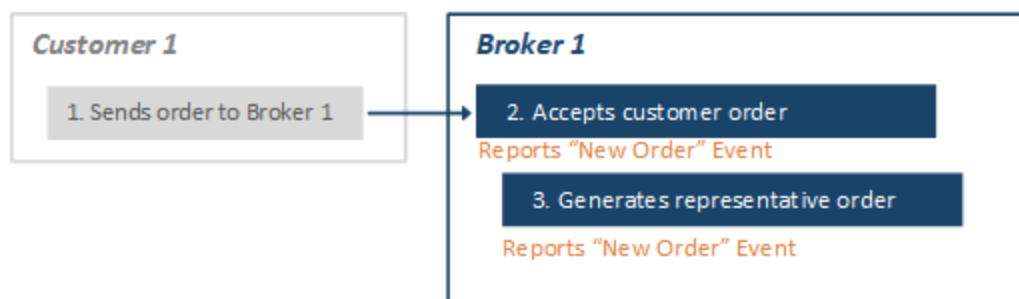 Customer 1
1. Sends order to Broker 1
Broker 1
2. Accepts customer order
Reports “New Order” Event
3. Generates representative order
Reports “New Order” Event